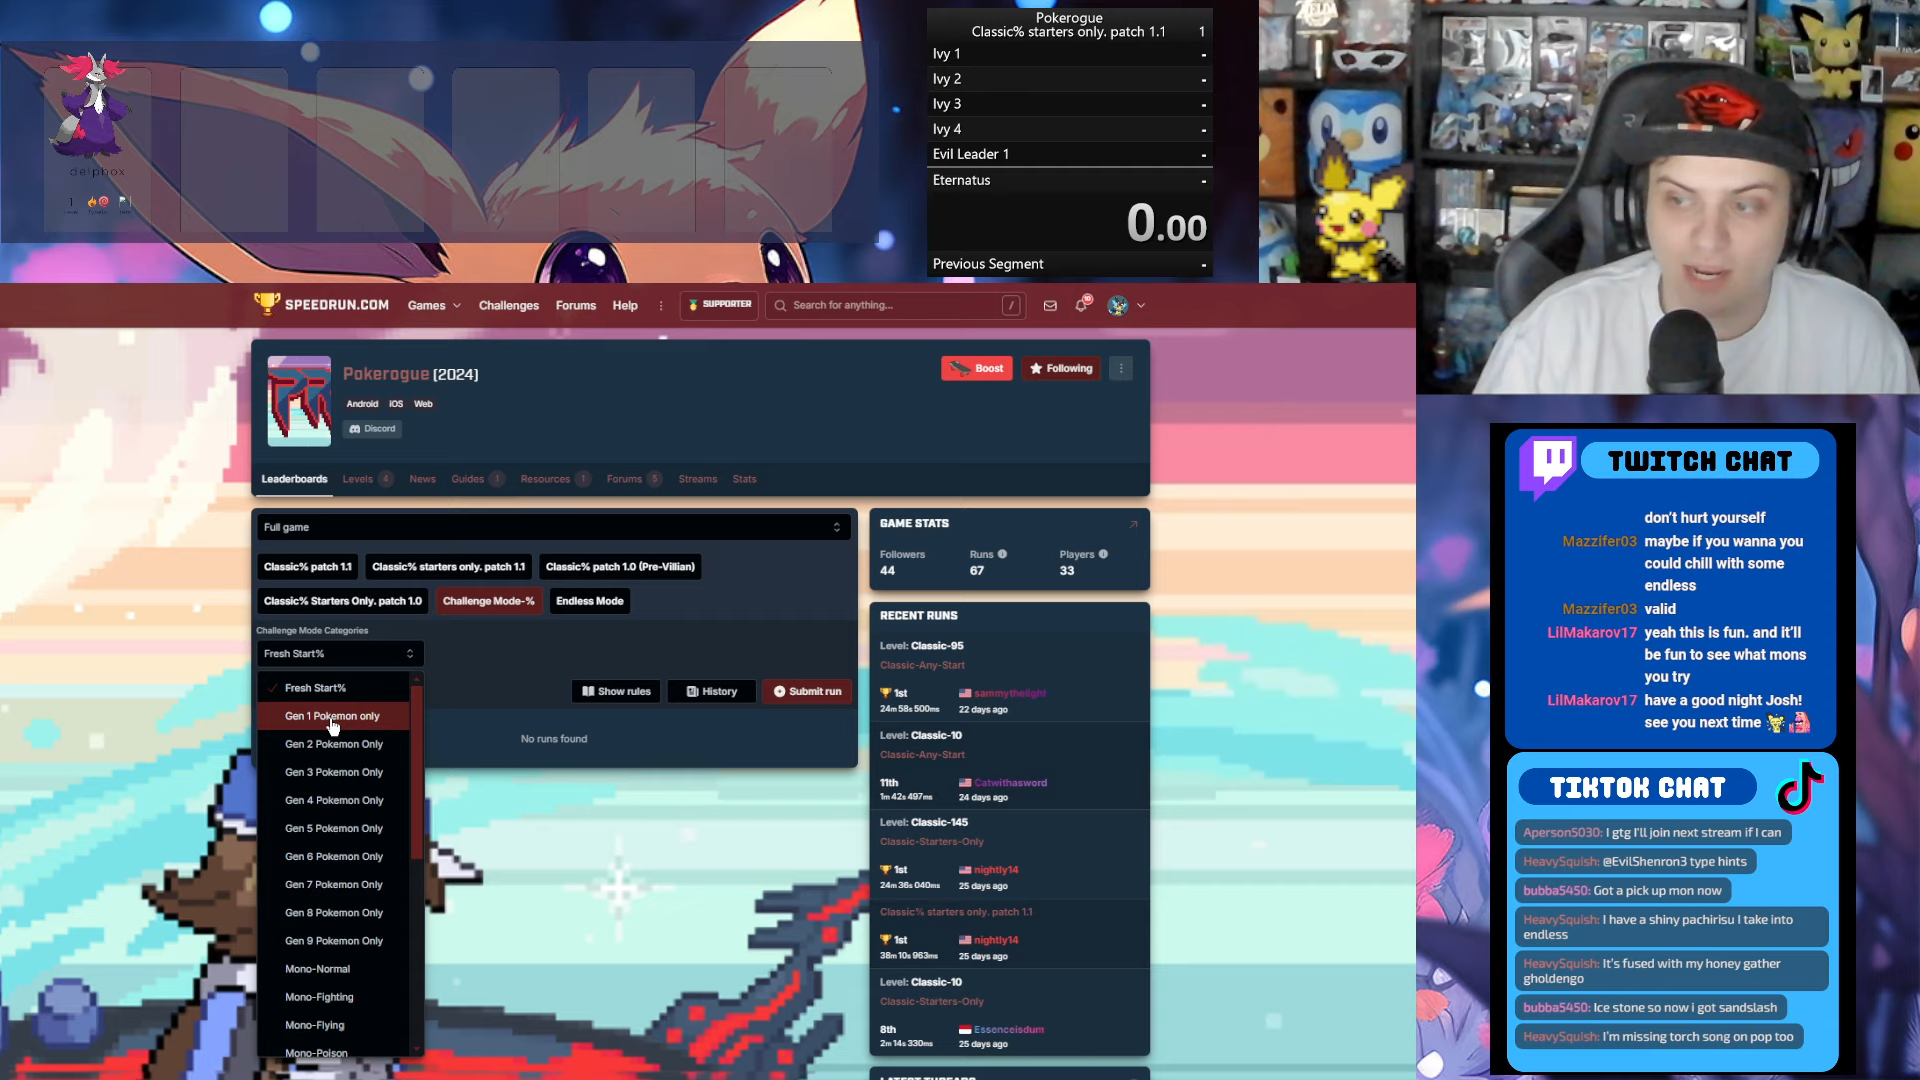 delphox
1
Pokerogue
Classic% starters only. patch 1.1 1
Ivy 1 -
Ivy 2 -
Ivy 3 -
Ivy 4 -
Evil Leader 1 -
Eternatus -
0.00
Previous Segment -
SPEEDRUN.COM Games Challenges Forums Help SUPPORTER Search for anything... /
Pokerogue (2024)
Boost Following
Android iOS Web
Discord
Leaderboards Levels 4 News Guides 1 Resources 1 Forums 5 Streams Stats
Full game
Classic% patch 1.1 Classic% starters only. patch 1.1 Classic% patch 1.0 (Pre-Villian)
Classic% Starters Only. patch 1.0 Challenge Mode-% Endless Mode
Challenge Mode Categories
Fresh Start%
Fresh Start%
Gen 1 Pokemon only
Gen 2 Pokemon Only
Gen 3 Pokemon Only
Gen 4 Pokemon Only
Gen 5 Pokemon Only
Gen 6 Pokemon Only
Gen 7 Pokemon Only
Gen 8 Pokemon Only
Gen 9 Pokemon Only
Mono-Normal
Mono-Fighting
Mono-Flying
Mono-Poison
Show rules History Submit run
No runs found
GAME STATS
Followers Runs Players
44 67 33
RECENT RUNS
Level: Classic-95
Classic-Any-Start
1st sammythelight
24m 58s 500ms 22 days ago
Level: Classic-10
Classic-Any-Start
11th Catwithasword
1m 42s 497ms 24 days ago
Level: Classic-145
Classic-Starters-Only
1st nightly14
24m 36s 040ms 25 days ago
Classic% starters only. patch 1.1
1st nightly14
38m 10s 963ms 25 days ago
Level: Classic-10
Classic-Starters-Only
8th Essenceisdum
2m 14s 330ms 25 days ago
LATEST THREADS
TWITCH CHAT
don't hurt yourself
Mazzifer03 maybe if you wanna you
could chill with some
endless
Mazzifer03 valid
LilMakarov17 yeah this is fun. and it'll
be fun to see what mons
you try
LilMakarov17 have a good night Josh!
see you next time
TIKTOK CHAT
Aperson5030: I gtg I'll join next stream if I can
HeavySquish: @EvilShenron3 type hints
bubba5450: Got a pick up mon now
HeavySquish: I have a shiny pachirisu I take into
endless
HeavySquish: It's fused with my honey gather
gholdengo
bubba5450: Ice stone so now i got sandslash
HeavySquish: I'm missing torch song on pop too